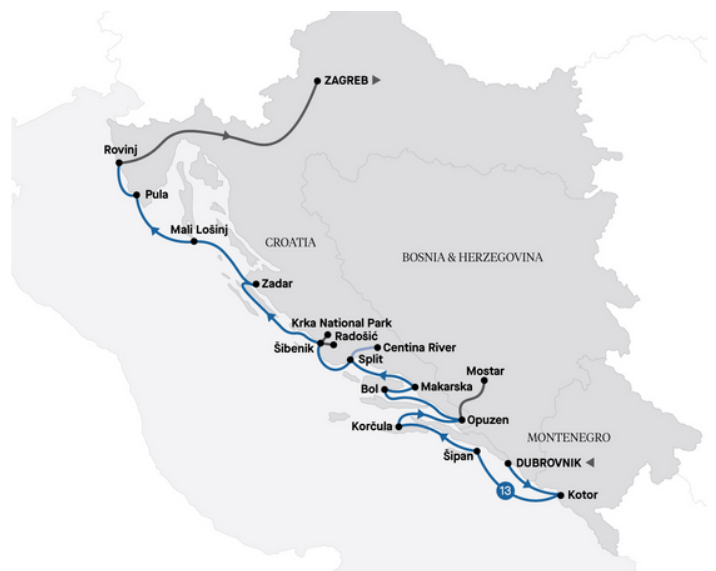 ZAGREB
Rovinj
Pula
Mali Lošinj
CROATIA
BOSNIA & HERZEGOVINA
Zadar
Krka National Park
Radošić
Šibenik
Centina River
Split
Mostar
Bol
Makarska
Korčula
Opuzen
MONTENEGRO
Šipan
DUBROVNIK
13
Kotor